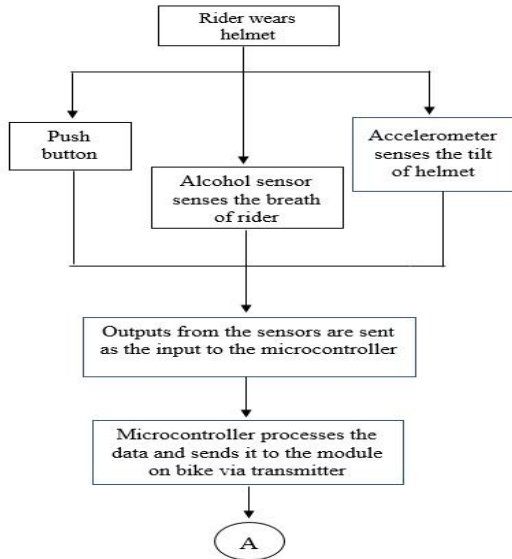 Rider wears
helmet
Push
button
Alcohol sensor
senses the breath
of rider
Accelerometer
senses the tilt
of helmet
Outputs from the sensors are sent
as the input to the microcontroller
Microcontroller processes the
data and sends it to the module
on bike via transmitter
A